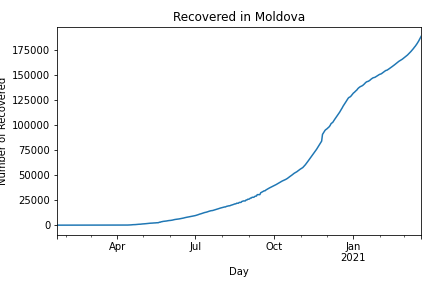 Recovered in Moldova
Number of Recovered
175000
150000
125000
100000
75000
50000
25000
0
Apr
Jul
Oct
Jan
2021
Day